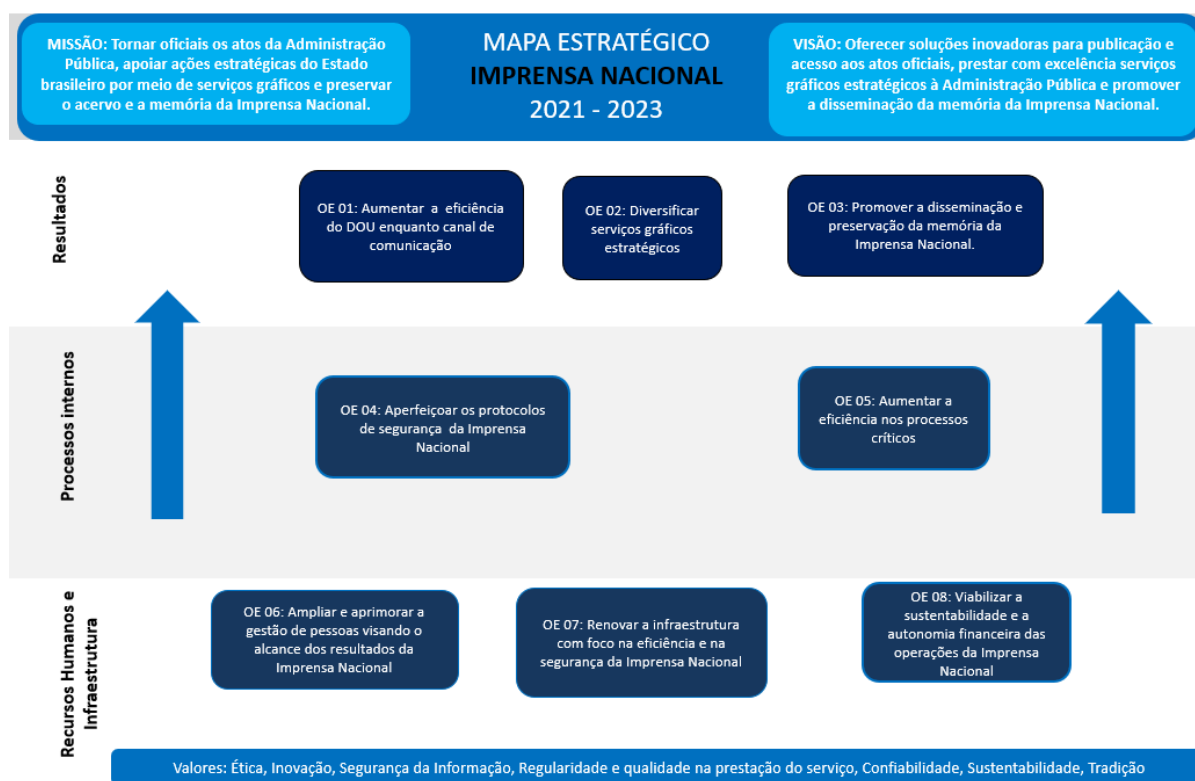 MISSÃO: Tornar oficiais os atos da Administração
Pública, apoiar ações estratégicas do Estado
brasileiro por meio de serviços gráficos e preservar
o acervo e a memória da Imprensa Nacional.
MAPA ESTRATÉGICO
IMPRENSA NACIONAL
2021 - 2023
VISÃO: Oferecer soluções inovadoras para publicação e
acesso aos atos oficiais, prestar com excelência serviços
gráficos estratégicos à Administração Pública e promover
a disseminação da memória da Imprensa Nacional.
Resultados
OE 01: Aumentar a eficiência
do DOU enquanto canal de
comunicação
OE 02: Diversificar
serviços gráficos
estratégicos
OE 03: Promover a disseminação e
preservação da memória da
Imprensa Nacional.
Processos internos
OE 04: Aperfeiçoar os protocolos
de segurança da Imprensa
Nacional
OE 05: Aumentar a
eficiência nos processos
críticos
Recursos Humanos e
Infraestrutura
OE 06: Ampliar e aprimorar a
gestão de pessoas visando o
alcance dos resultados da
Imprensa Nacional
OE 07: Renovar a infraestrutura
com foco na eficiência e na
segurança da Imprensa Nacional
OE 08: Viabilizar a
sustentabilidade e a
autonomia financeira das
operações da Imprensa
Nacional
Valores: Ética, Inovação, Segurança da Informação, Regularidade e qualidade na prestação do serviço, Confiabilidade, Sustentabilidade, Tradição